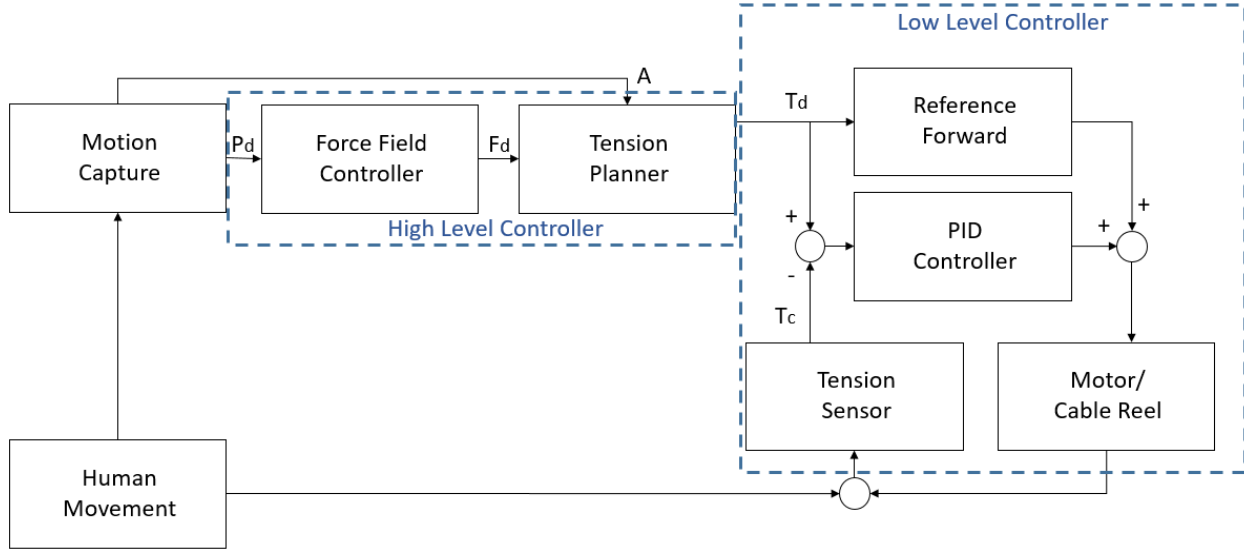 Low Level Controller
A
Motion
Capture
Pd
Force Field
Controller
Fd
Tension
Planner
High Level Controller
Td
Reference
Forward
+
+
+
-
PID
Controller
Tc
Tension
Sensor
Motor/
Cable Reel
Human
Movement